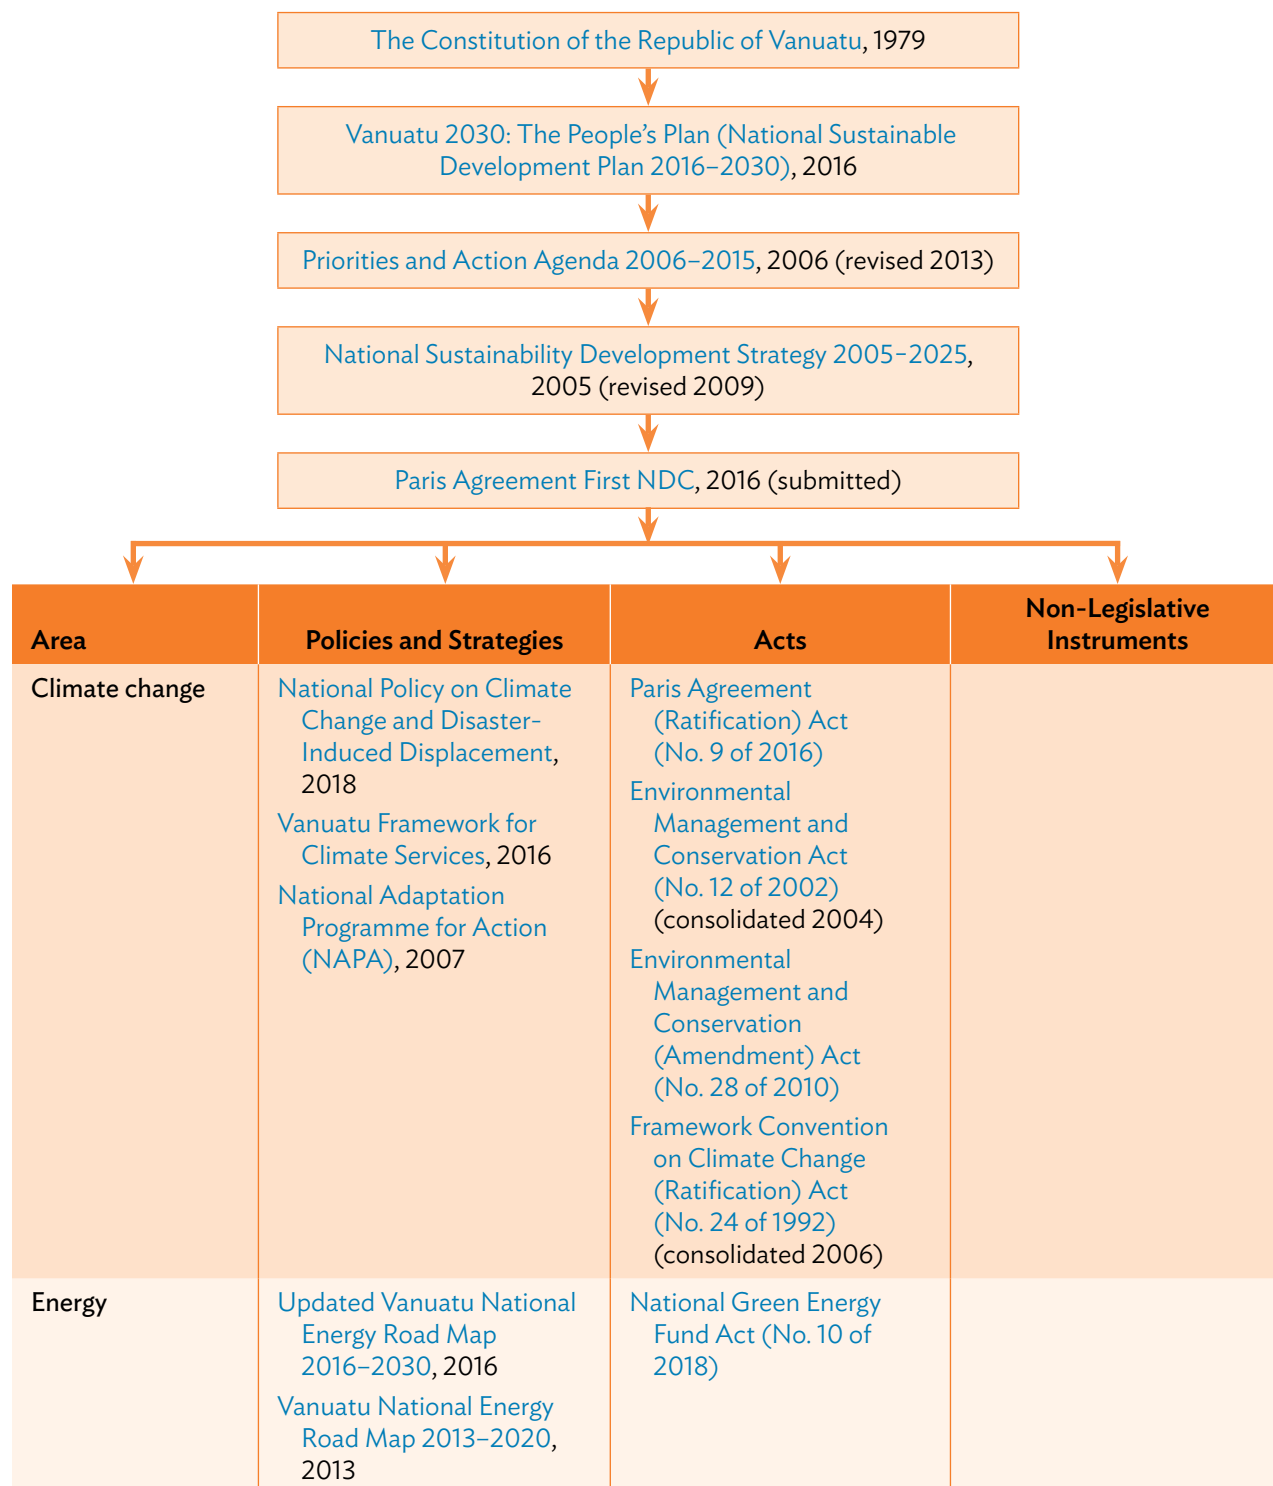 The Constitution of the Republic of Vanuatu, 1979
Vanuatu 2030: The People’s Plan (National Sustainable
Development Plan 2016–2030), 2016
Priorities and Action Agenda 2006–2015, 2006 (revised 2013)
National Sustainability Development Strategy 2005–2025,
2005 (revised 2009)
Paris Agreement First NDC, 2016 (submitted)
Area
Policies and Strategies
Acts
Non-Legislative
Instruments
Climate change
National Policy on Climate
Change and Disaster-
Induced Displacement,
2018
Vanuatu Framework for
Climate Services, 2016
National Adaptation
Programme for Action
(NAPA), 2007
Paris Agreement
(Ratification) Act
(No. 9 of 2016)
Environmental
Management and
Conservation Act
(No. 12 of 2002)
(consolidated 2004)
Environmental
Management and
Conservation
(Amendment) Act
(No. 28 of 2010)
Framework Convention
on Climate Change
(Ratification) Act
(No. 24 of 1992)
(consolidated 2006)
Energy
Updated Vanuatu National
Energy Road Map
2016–2030, 2016
Vanuatu National Energy
Road Map 2013–2020,
2013
National Green Energy
Fund Act (No. 10 of
2018)